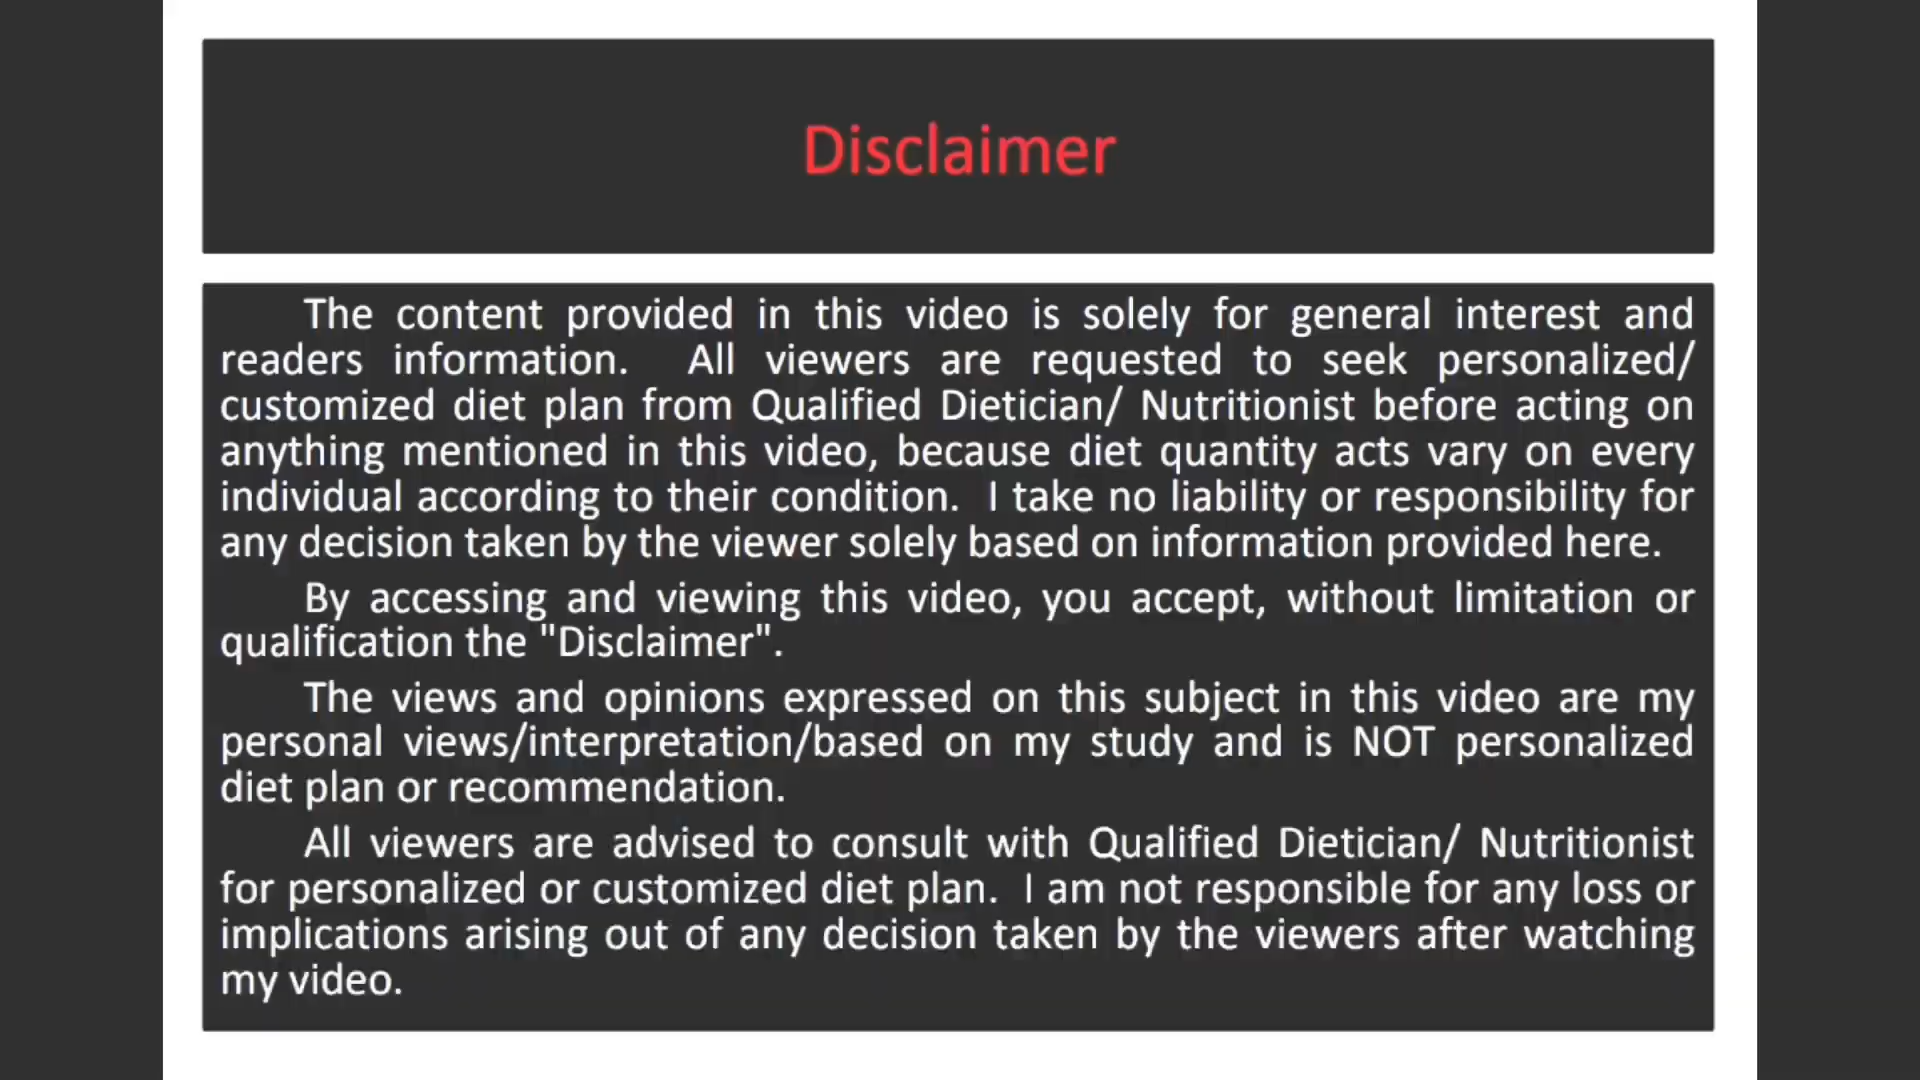 Disclaimer
The content provided in this video is solely for general interest and
readers information. All viewers are requested to seek personalized/
customized diet plan from Qualified Dietician/ Nutritionist before acting on
anything mentioned in this video, because diet quantity acts vary on every
individual according to their condition. I take no liability or responsibility for
any decision taken by the viewer solely based on information provided here.
By accessing and viewing this video, you accept, without limitation or
qualification the "Disclaimer".
The views and opinions expressed on this subject in this video are my
personal views/interpretation/based on my study and is NOT personalized
diet plan or recommendation.
All viewers are advised to consult with Qualified Dietician/ Nutritionist
for personalized or customized diet plan. I am not responsible for any loss or
implications arising out of any decision taken by the viewers after watching
my video.